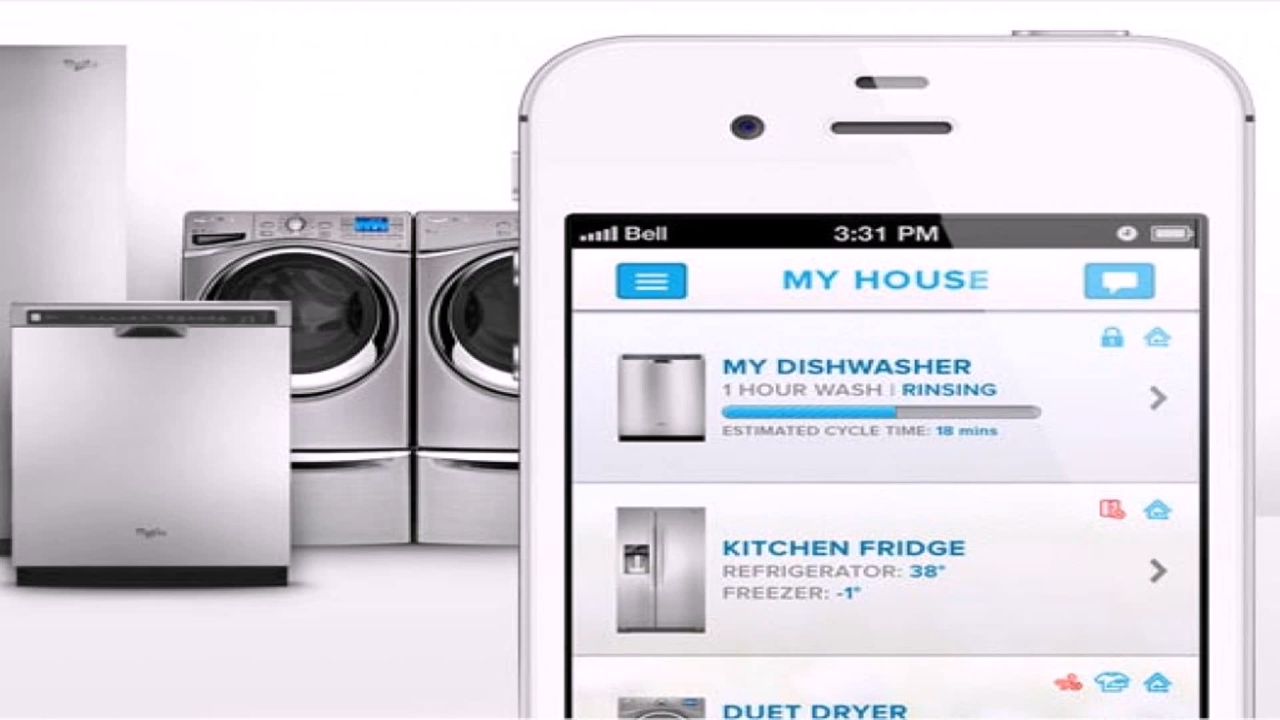 Bell 3:31 PM
MY HOUSE
MY DISHWASHER
1 HOUR WASH | RINSING
ESTIMATED CYCLE TIME: 18 mins
KITCHEN FRIDGE
REFRIGERATOR: 38°
FREEZER: -1°
DUET DRYER